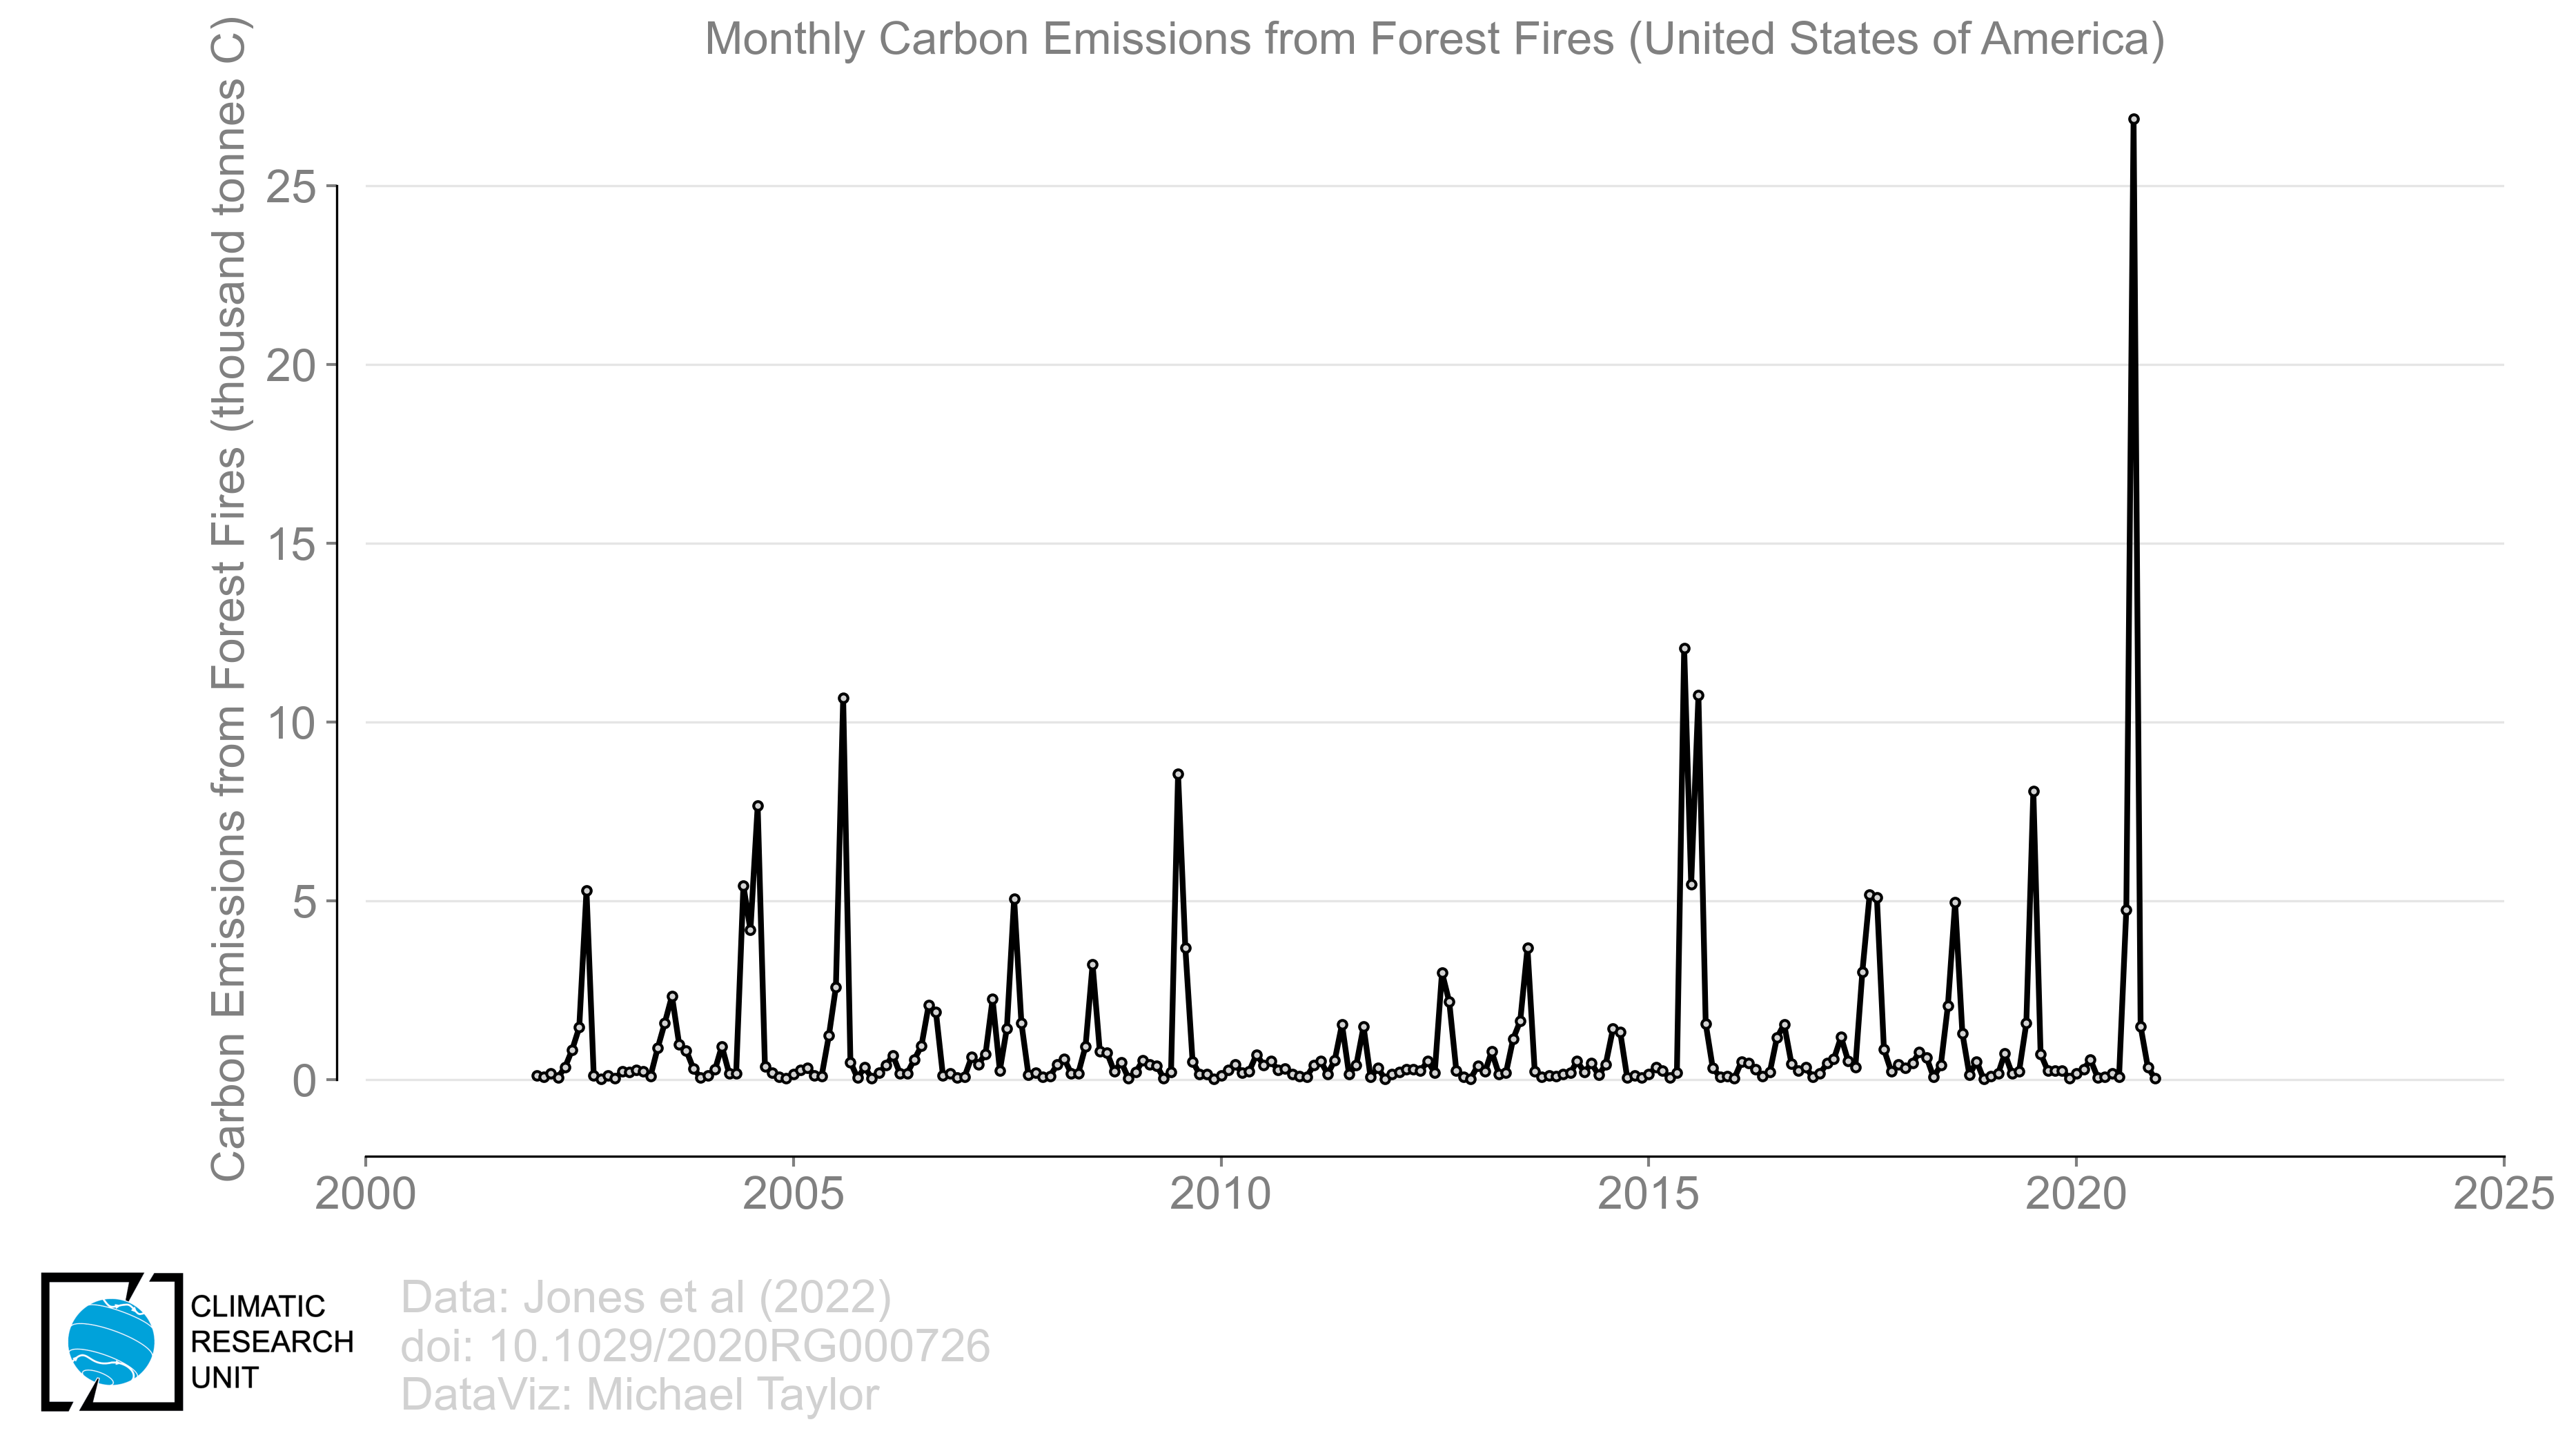 Monthly Carbon Emissions from Forest Fires (United States of America)
Carbon Emissions from Forest Fires (thousand tonnes C)
25
20
15
10
5
0
2000
2005
2010
2015
2020
2025
CLIMATIC
RESEARCH
UNIT
Data: Jones et al (2022)
doi: 10.1029/2020RG000726
DataViz: Michael Taylor